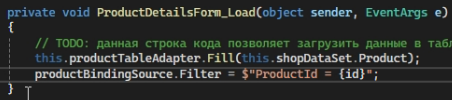 private void ProductDetailsForm_Load(object sender, EventArgs e)
{
// TODO: данная строка кода позволяет загрузить данные в
this.productTableAdapter.Fill(this.shopDataSet.Product);
productBindingSource.Filter = $"ProductId = {id}";
}